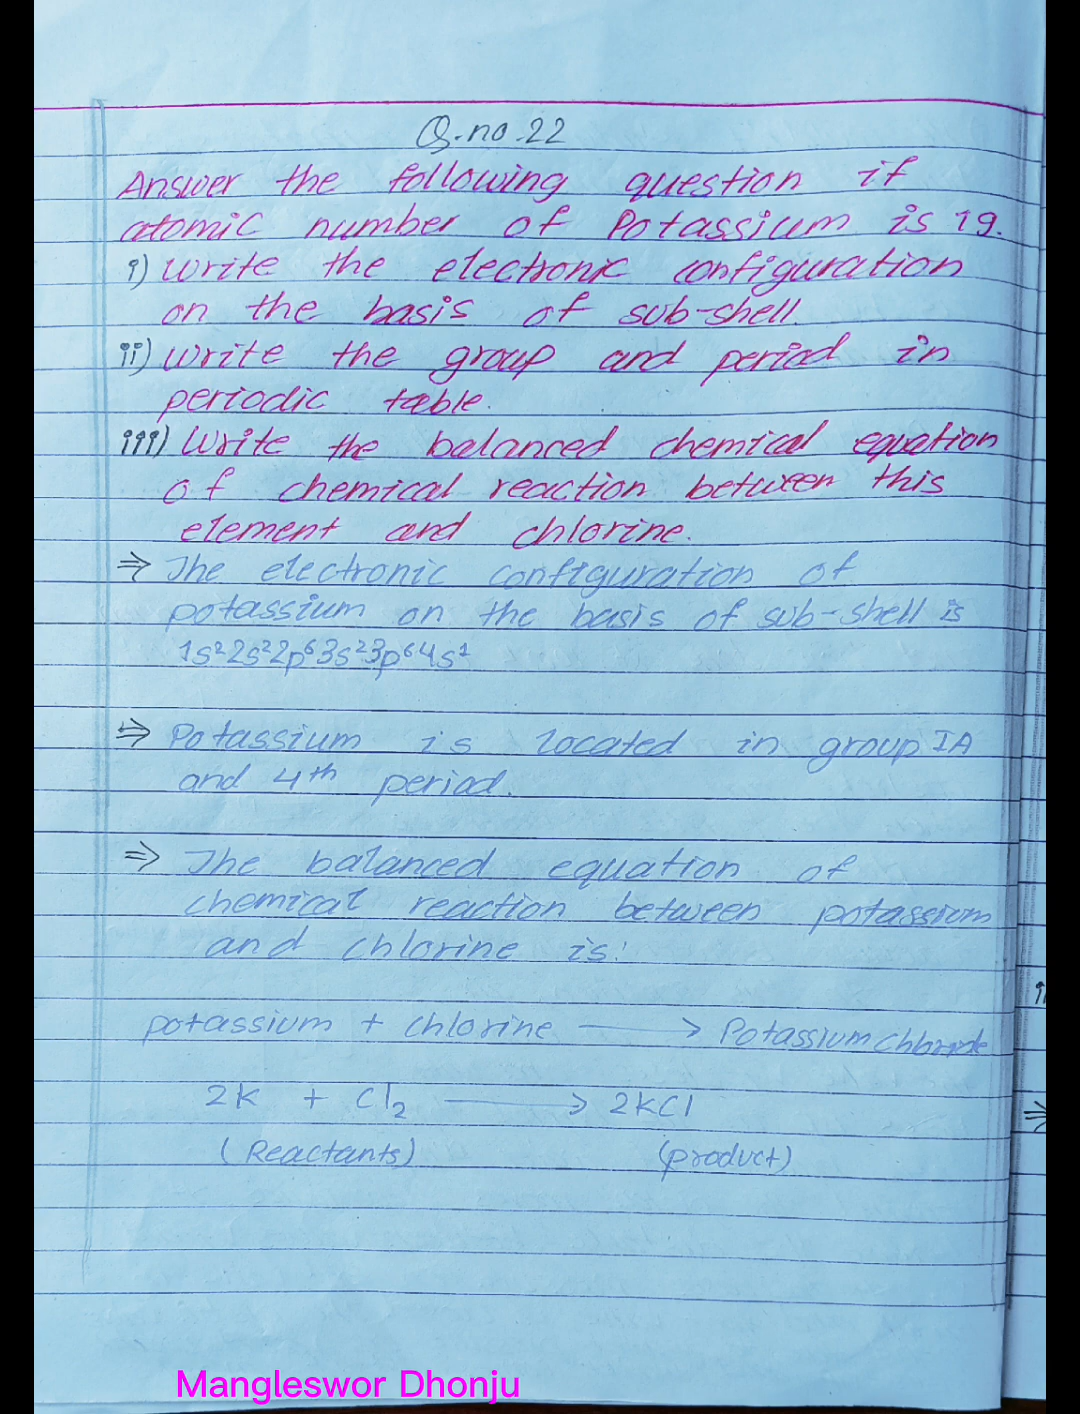 Q.no.22
Answer the following question if
atomic number of Potassium is 19.
i) Write the electronic configuration
on the basis of sub-shell.
ii) Write the group and period in
periodic table.
iii) Write the balanced chemical equation
of chemical reaction between this
element and chlorine.
⇒ The electronic configuration of
potassium on the basis of sub-shell is
1s²2s²2p⁶3s²3p⁶4s¹
⇒ Potassium is located in group IA
and 4th period.
⇒ The balanced equation of
chemical reaction between potassium
and chlorine is:
potassium + chlorine ⟶ Potassium chloride
2K + Cl₂ ⟶ 2KCl
(Reactants) (product)
Mangleswor Dhonju